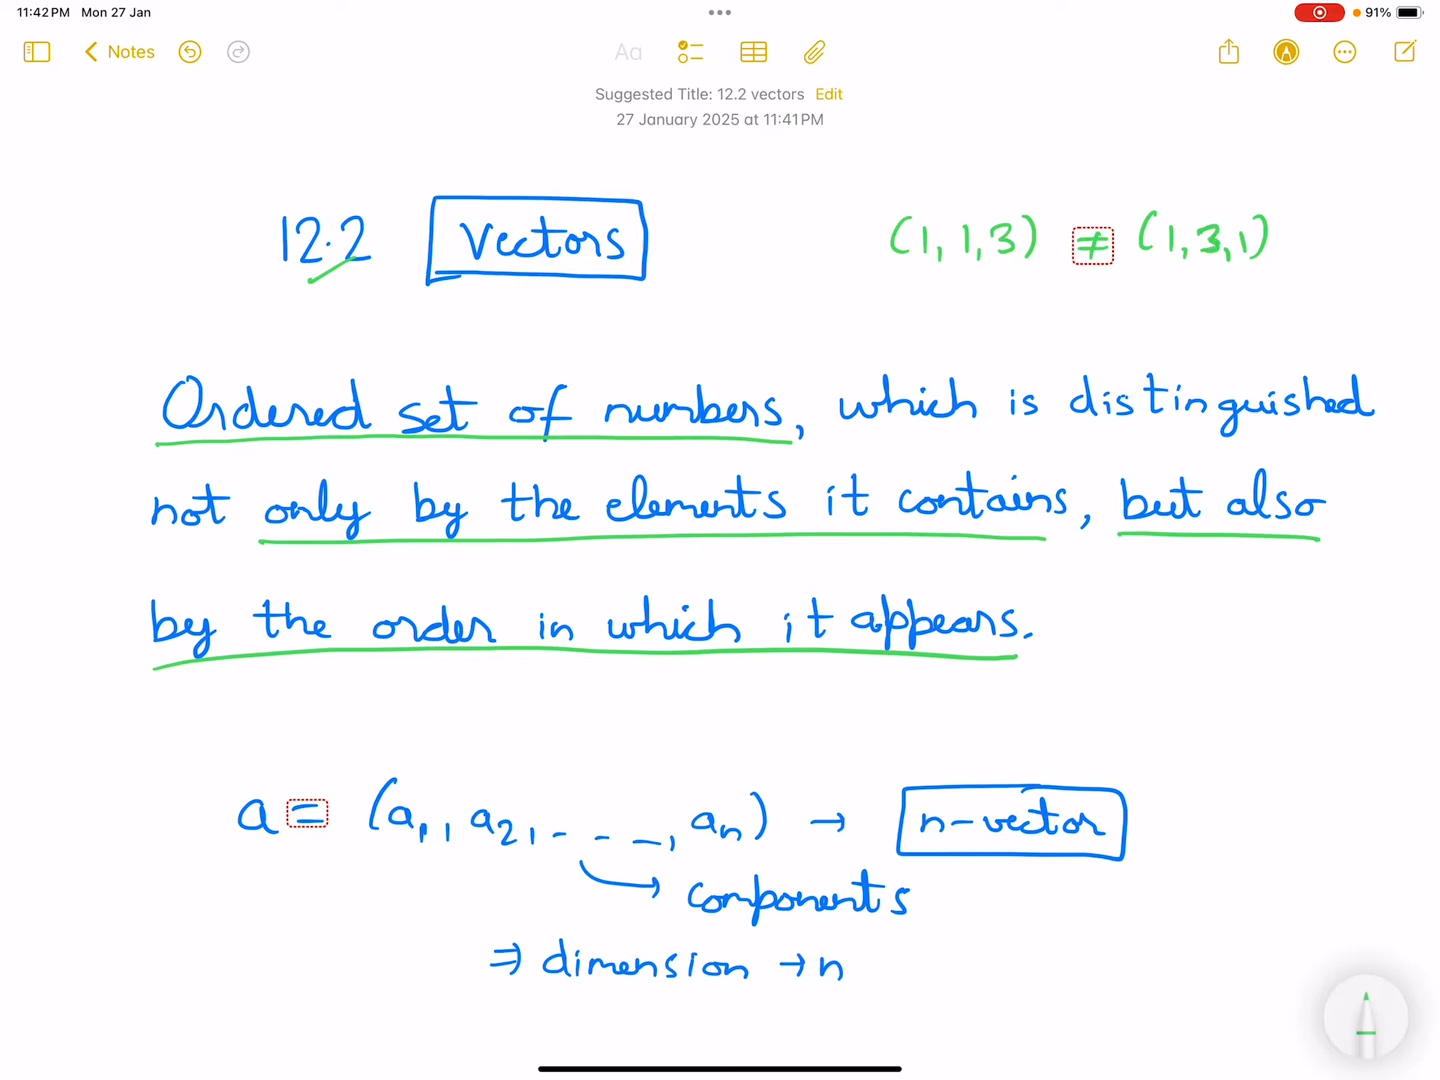 11:42 PM Mon 27 Jan
91%
Notes
Aa
Suggested Title: 12.2 vectors Edit
27 January 2025 at 11:41 PM
12.2 Vectors (1, 1, 3) ≠ (1, 3, 1)
Ordered set of numbers, which is distinguished
not only by the elements it contains, but also
by the order in which it appears.
a = (a₁, a₂, - - -, aₙ) → n-vector
→ components
⇒ dimension → n